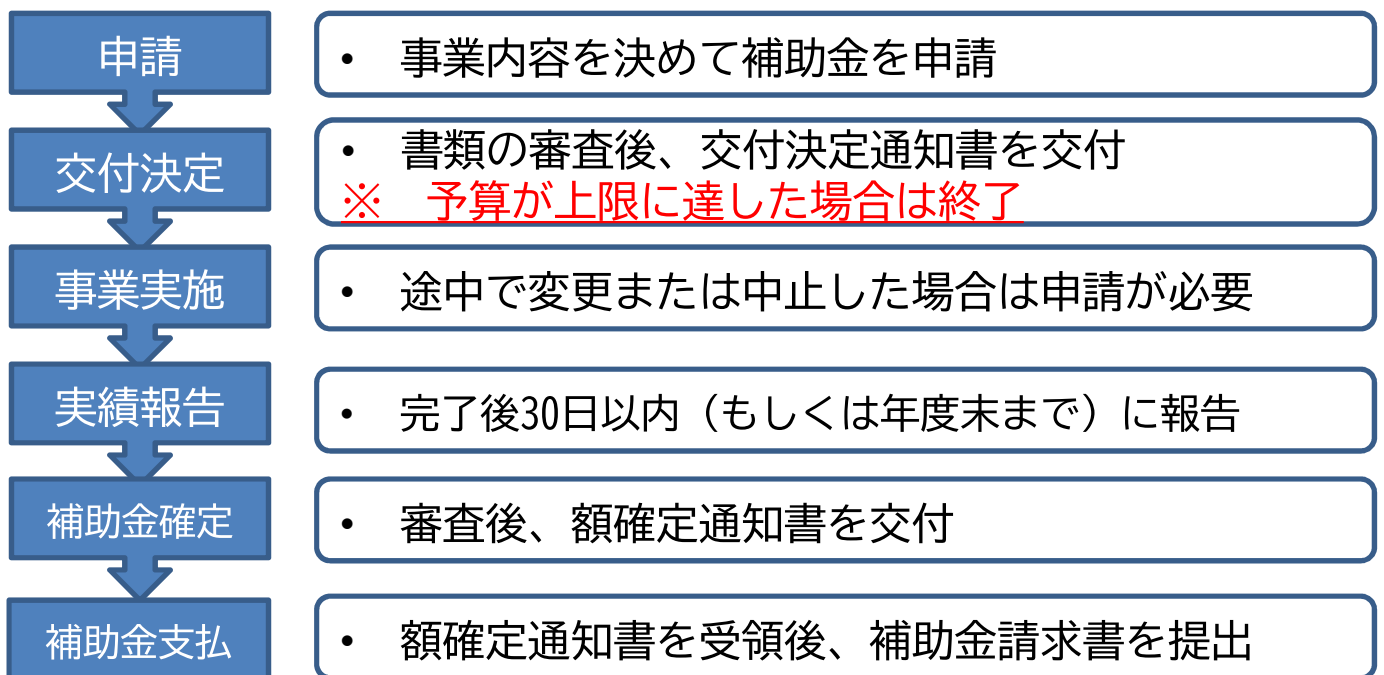 申請
• 事業内容を決めて補助金を申請
交付決定
• 書類の審査後、交付決定通知書を交付
※ 予算が上限に達した場合は終了
事業実施
• 途中で変更または中止した場合は申請が必要
実績報告
• 完了後30日以内（もしくは年度末まで）に報告
補助金確定
• 審査後、額確定通知書を交付
補助金支払
• 額確定通知書を受領後、補助金請求書を提出